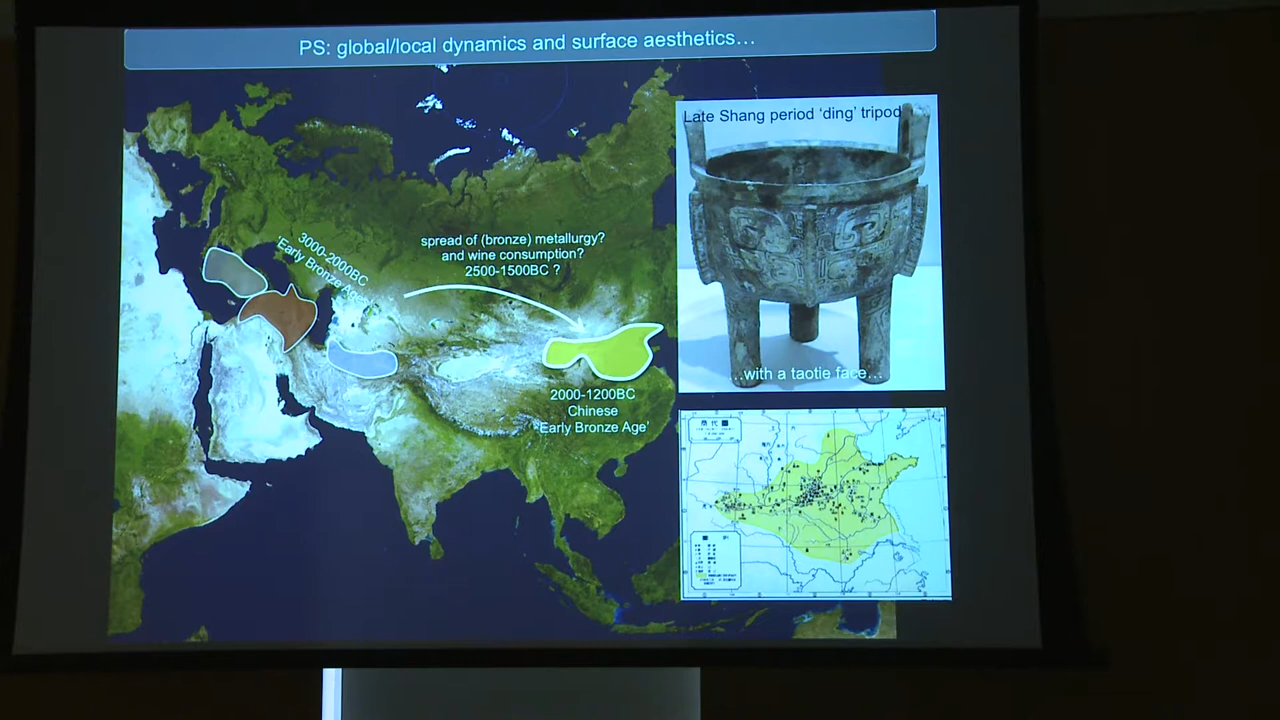 PS: global/local dynamics and surface aesthetics…
3000-2000BC
'Early Bronze Age'
spread of (bronze) metallurgy?
and wine consumption?
2500-1500BC ?
2000-1200BC
Chinese
'Early Bronze Age'
Late Shang period 'ding' tripod
…with a taotie face…